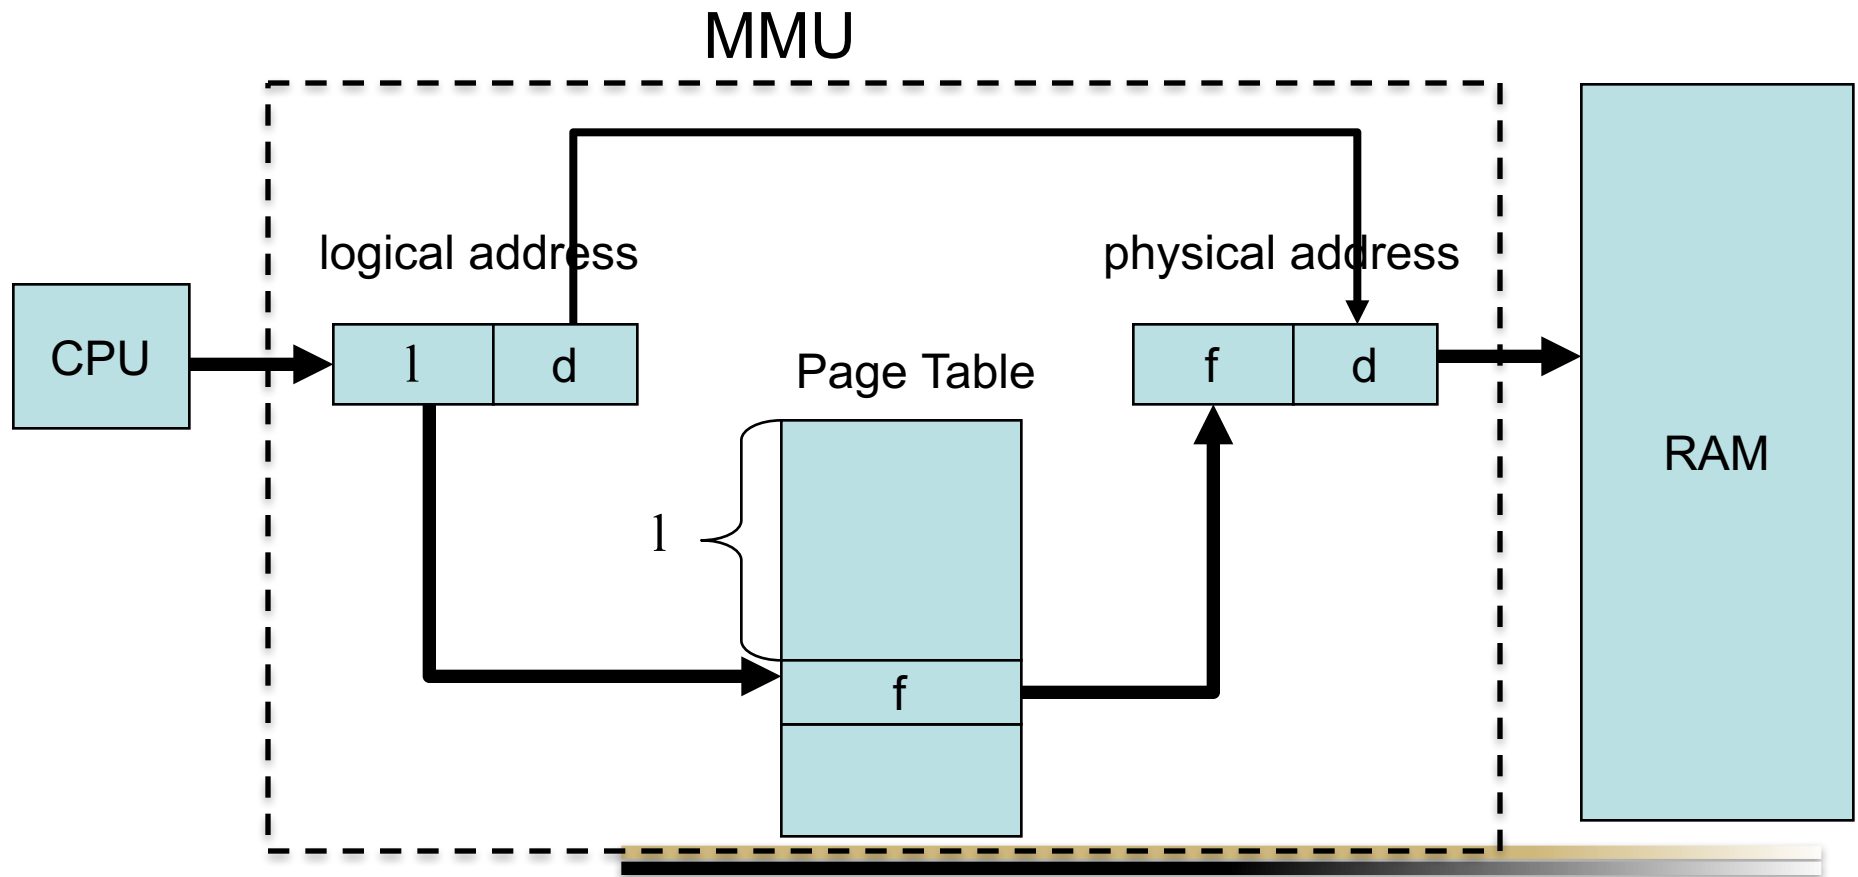 MMU
logical address
physical address
CPU
l
d
Page Table
f
d
RAM
l
f